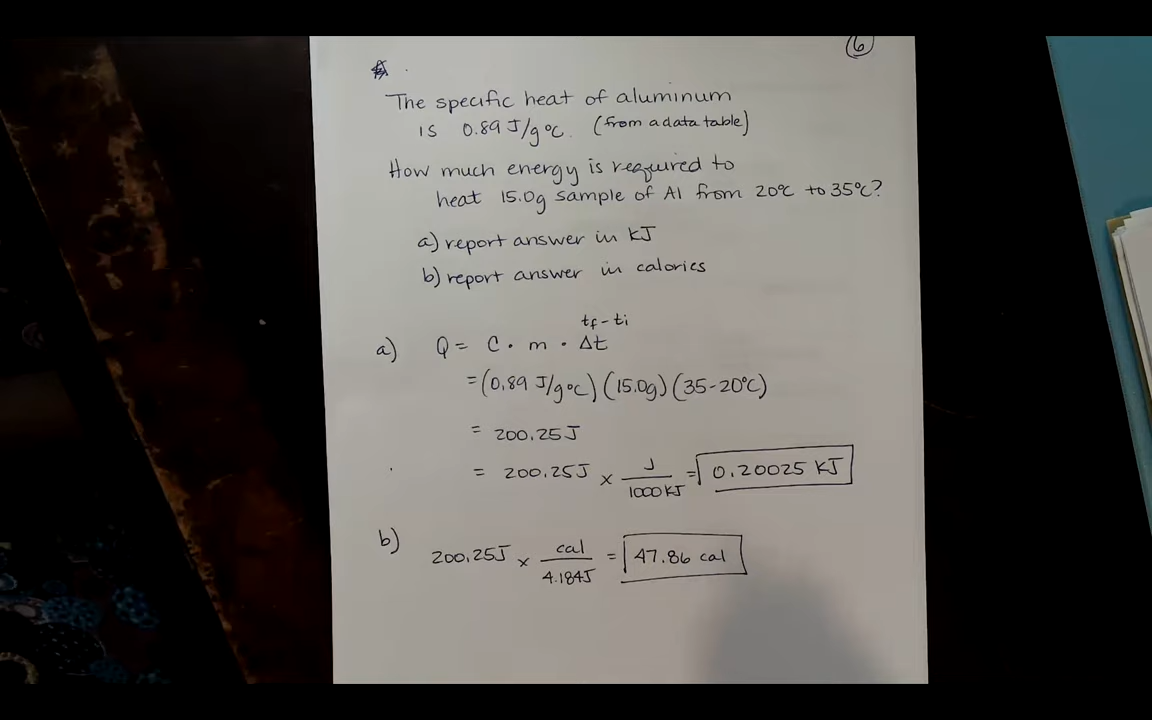 6
The specific heat of aluminum
is 0.89 J/g°C. (from a data table)
How much energy is required to
heat 15.0g sample of Al from 20°C to 35°C?
a) report answer in kJ
b) report answer in calories
tf - ti
a) Q = C · m · Δt
= (0.89 J/g°C) (15.0g) (35-20°C)
= 200.25 J
= 200.25 J × J / 1000 KJ = 0.20025 KJ
b) 200.25 J × cal / 4.184 J = 47.86 cal